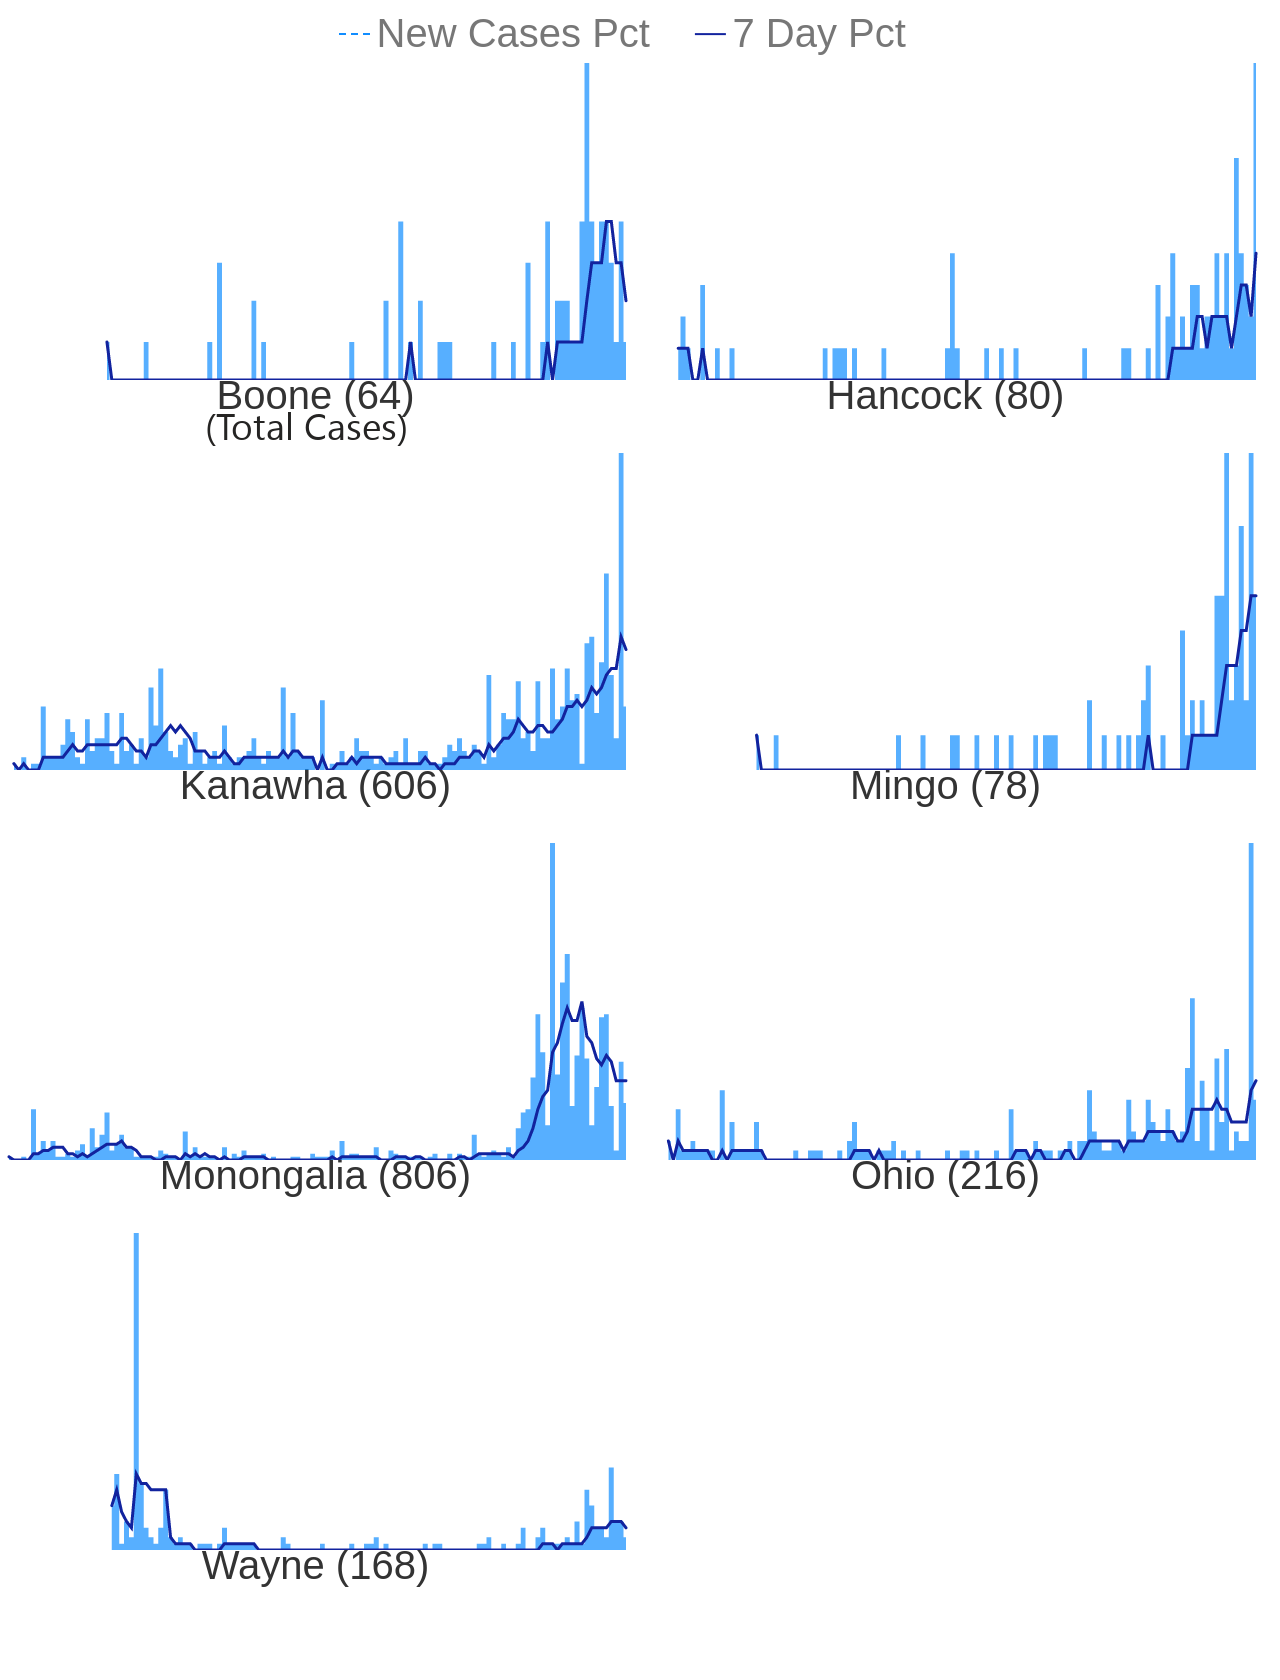 New Cases Pct 7 Day Pct
Boone (64) Hancock (80)
(Total Cases)
Kanawha (606) Mingo (78)
Monongalia (806) Ohio (216)
Wayne (168)